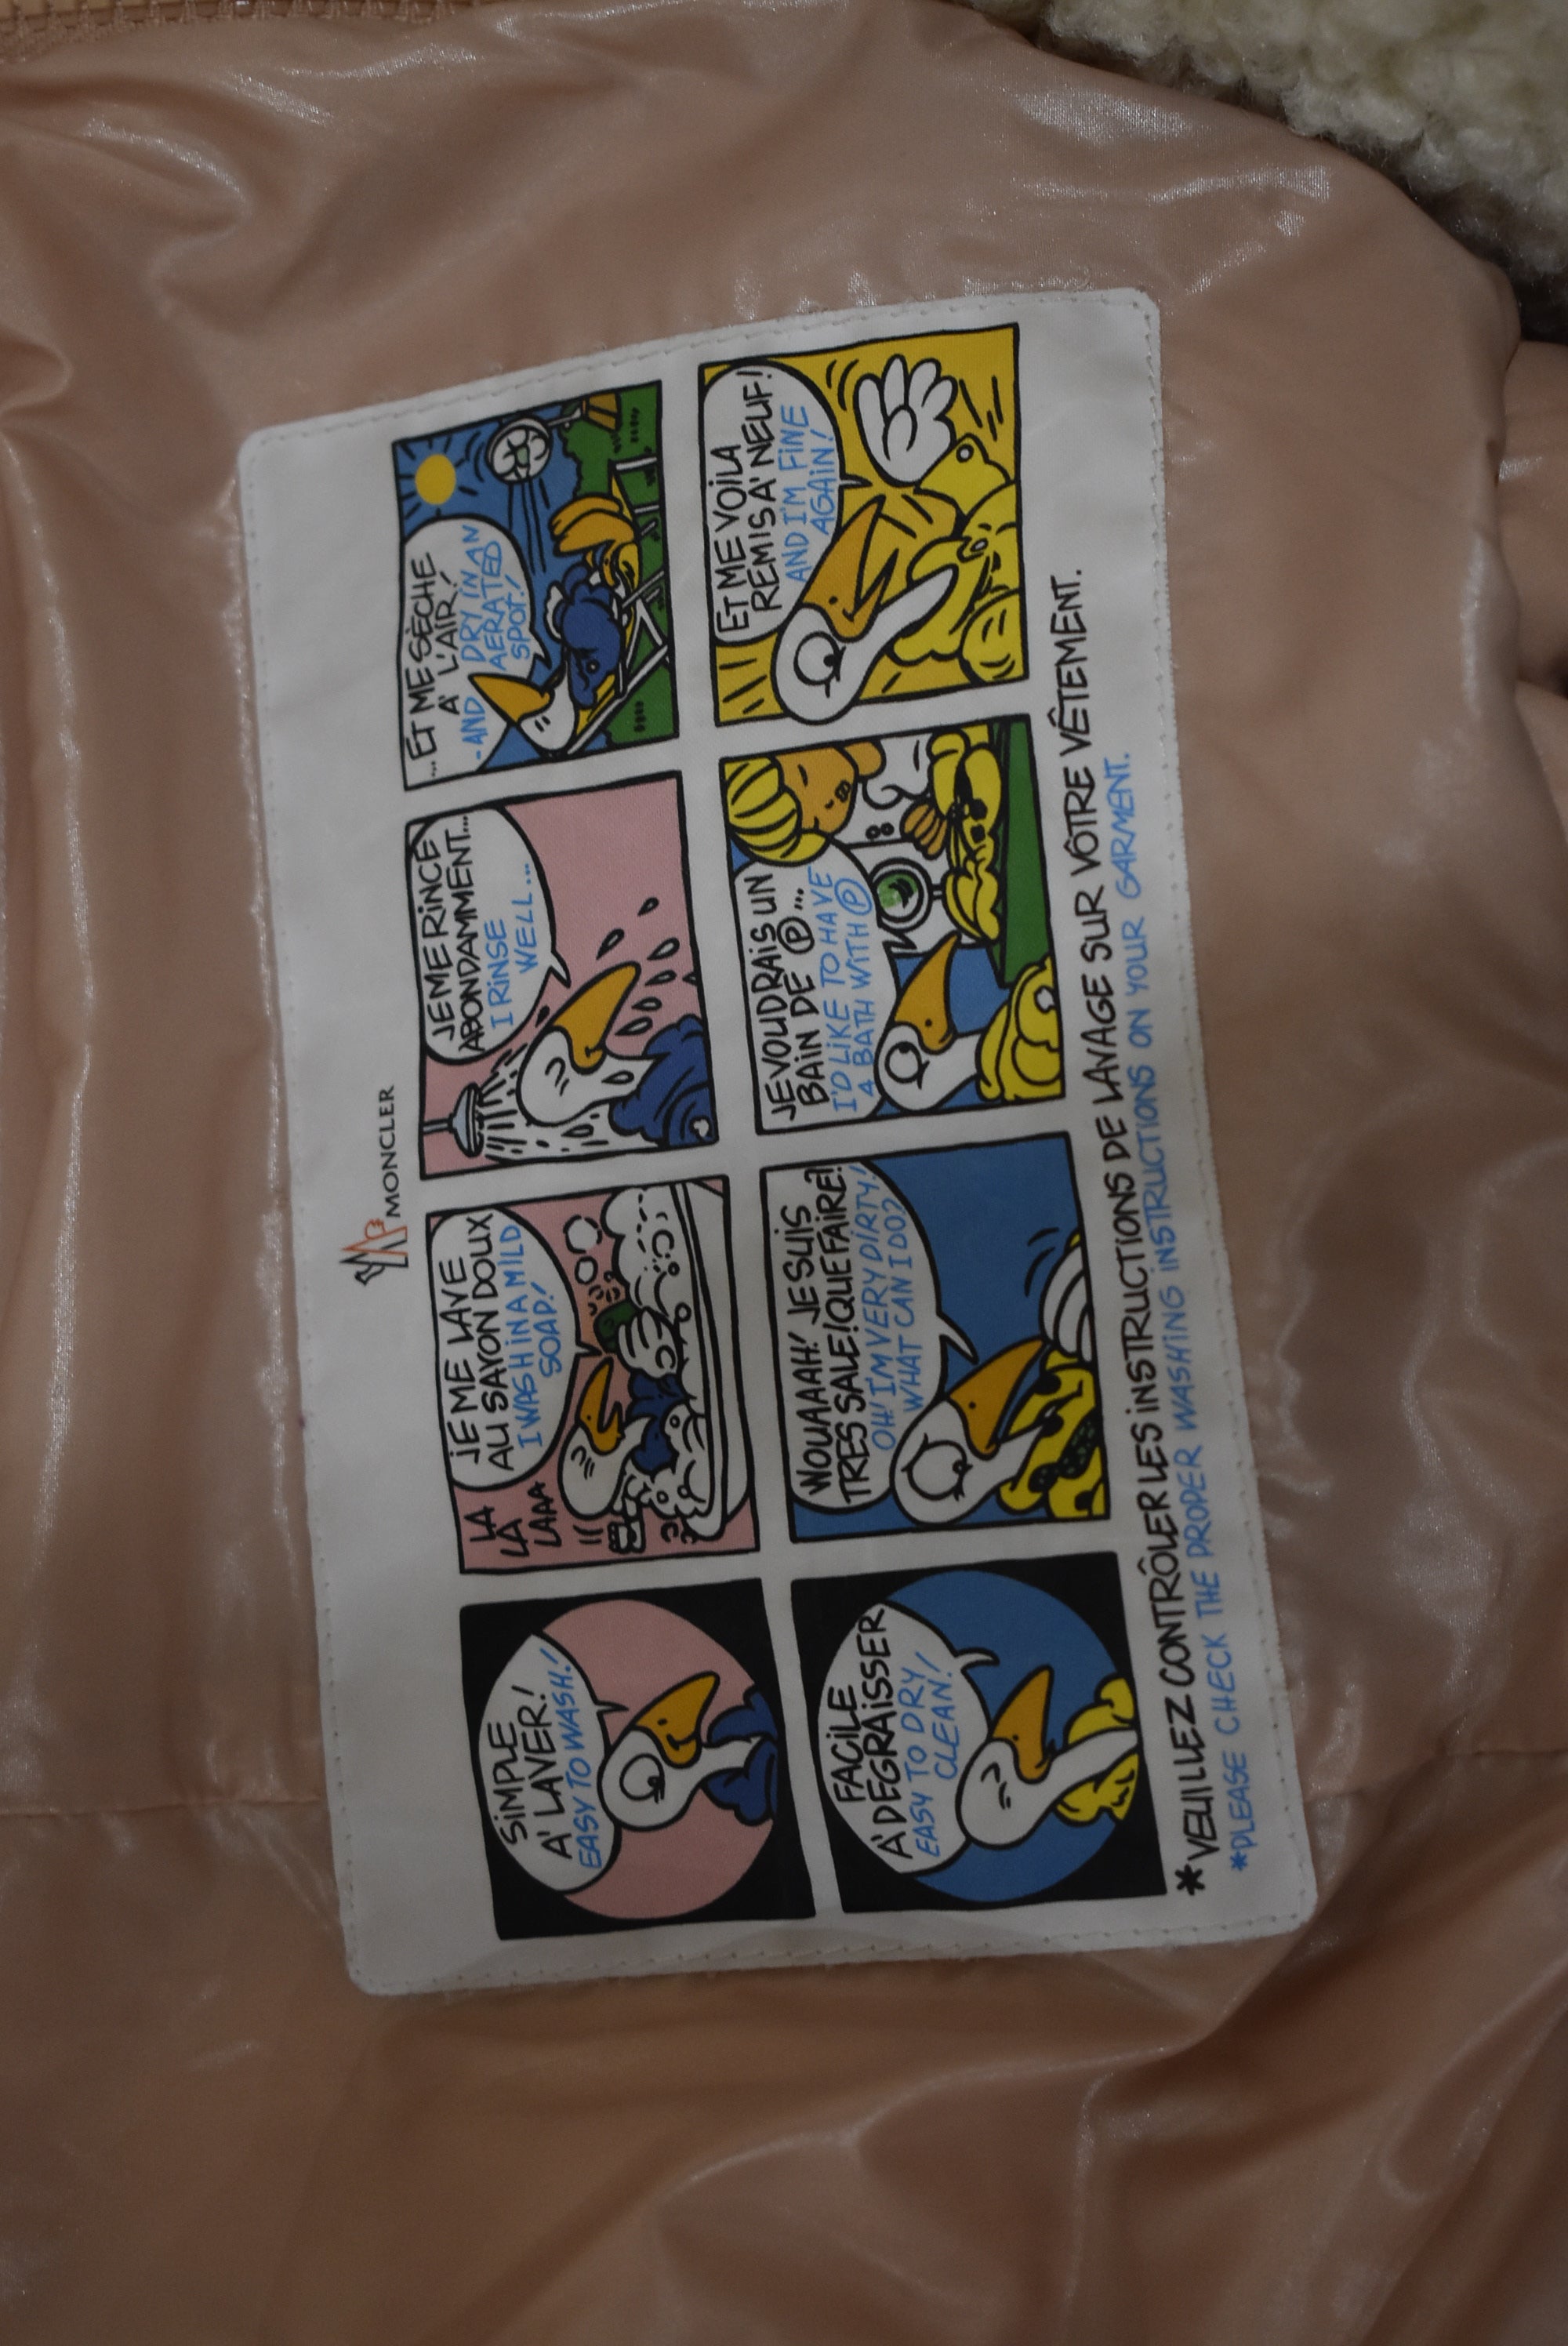 MONCLER
SIMPLE
A' LAVER!
EASY TO WASH!
LA
LA
LAAA
JE ME LAVE
AU SAVON DOUX
I WASH IN A MILD
SOAP!
JE ME RINCE
ABONDAMMENT...
I RINSE
WELL...
...ET ME SÈCHE
A' L'AIR!
-AND DRY IN AN
AERATED
SPOT!
FACILE
A' DEGRAISSER
EASY TO DRY
CLEAN!
WOUAAAH! JE SUIS
TRES SALE! QUE FAIRE?
OH! I'M VERY DIRTY!
WHAT CAN I DO?
JE VOUDRAIS UN
BAIN DE Ⓟ...
I'D LIKE TO HAVE
A BATH WITH Ⓟ
ET ME VOILA
REMIS A' NEUF!
AND I'M FINE
AGAIN!
*VEUILLEZ CONTRÔLER LES INSTRUCTIONS DE LAVAGE SUR VÔTRE VÊTEMENT.
*PLEASE CHECK THE PROPER WASHING INSTRUCTIONS ON YOUR GARMENT.